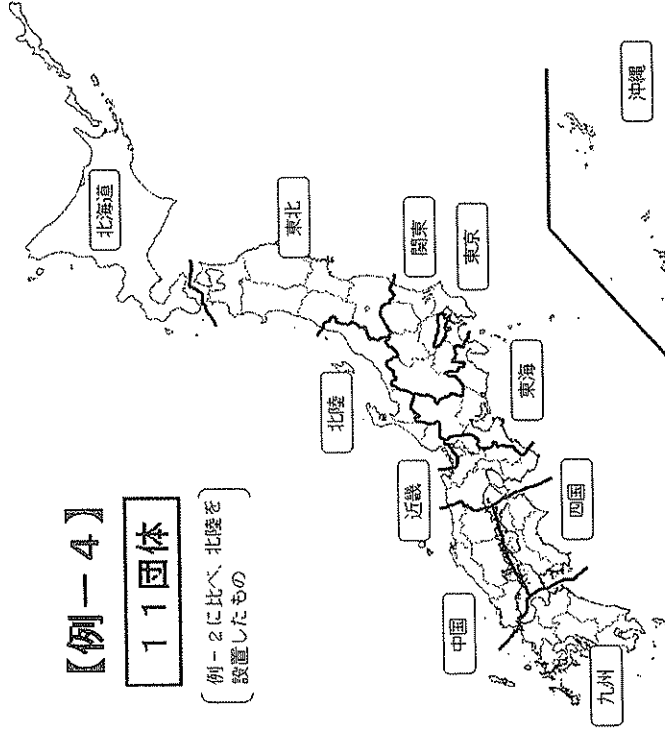 【例－4】
11団体
例－2に比べ、北陸を
設置したもの
北海道
東北
北陸
関東
東京
東海
近畿
中国
四国
九州
沖縄